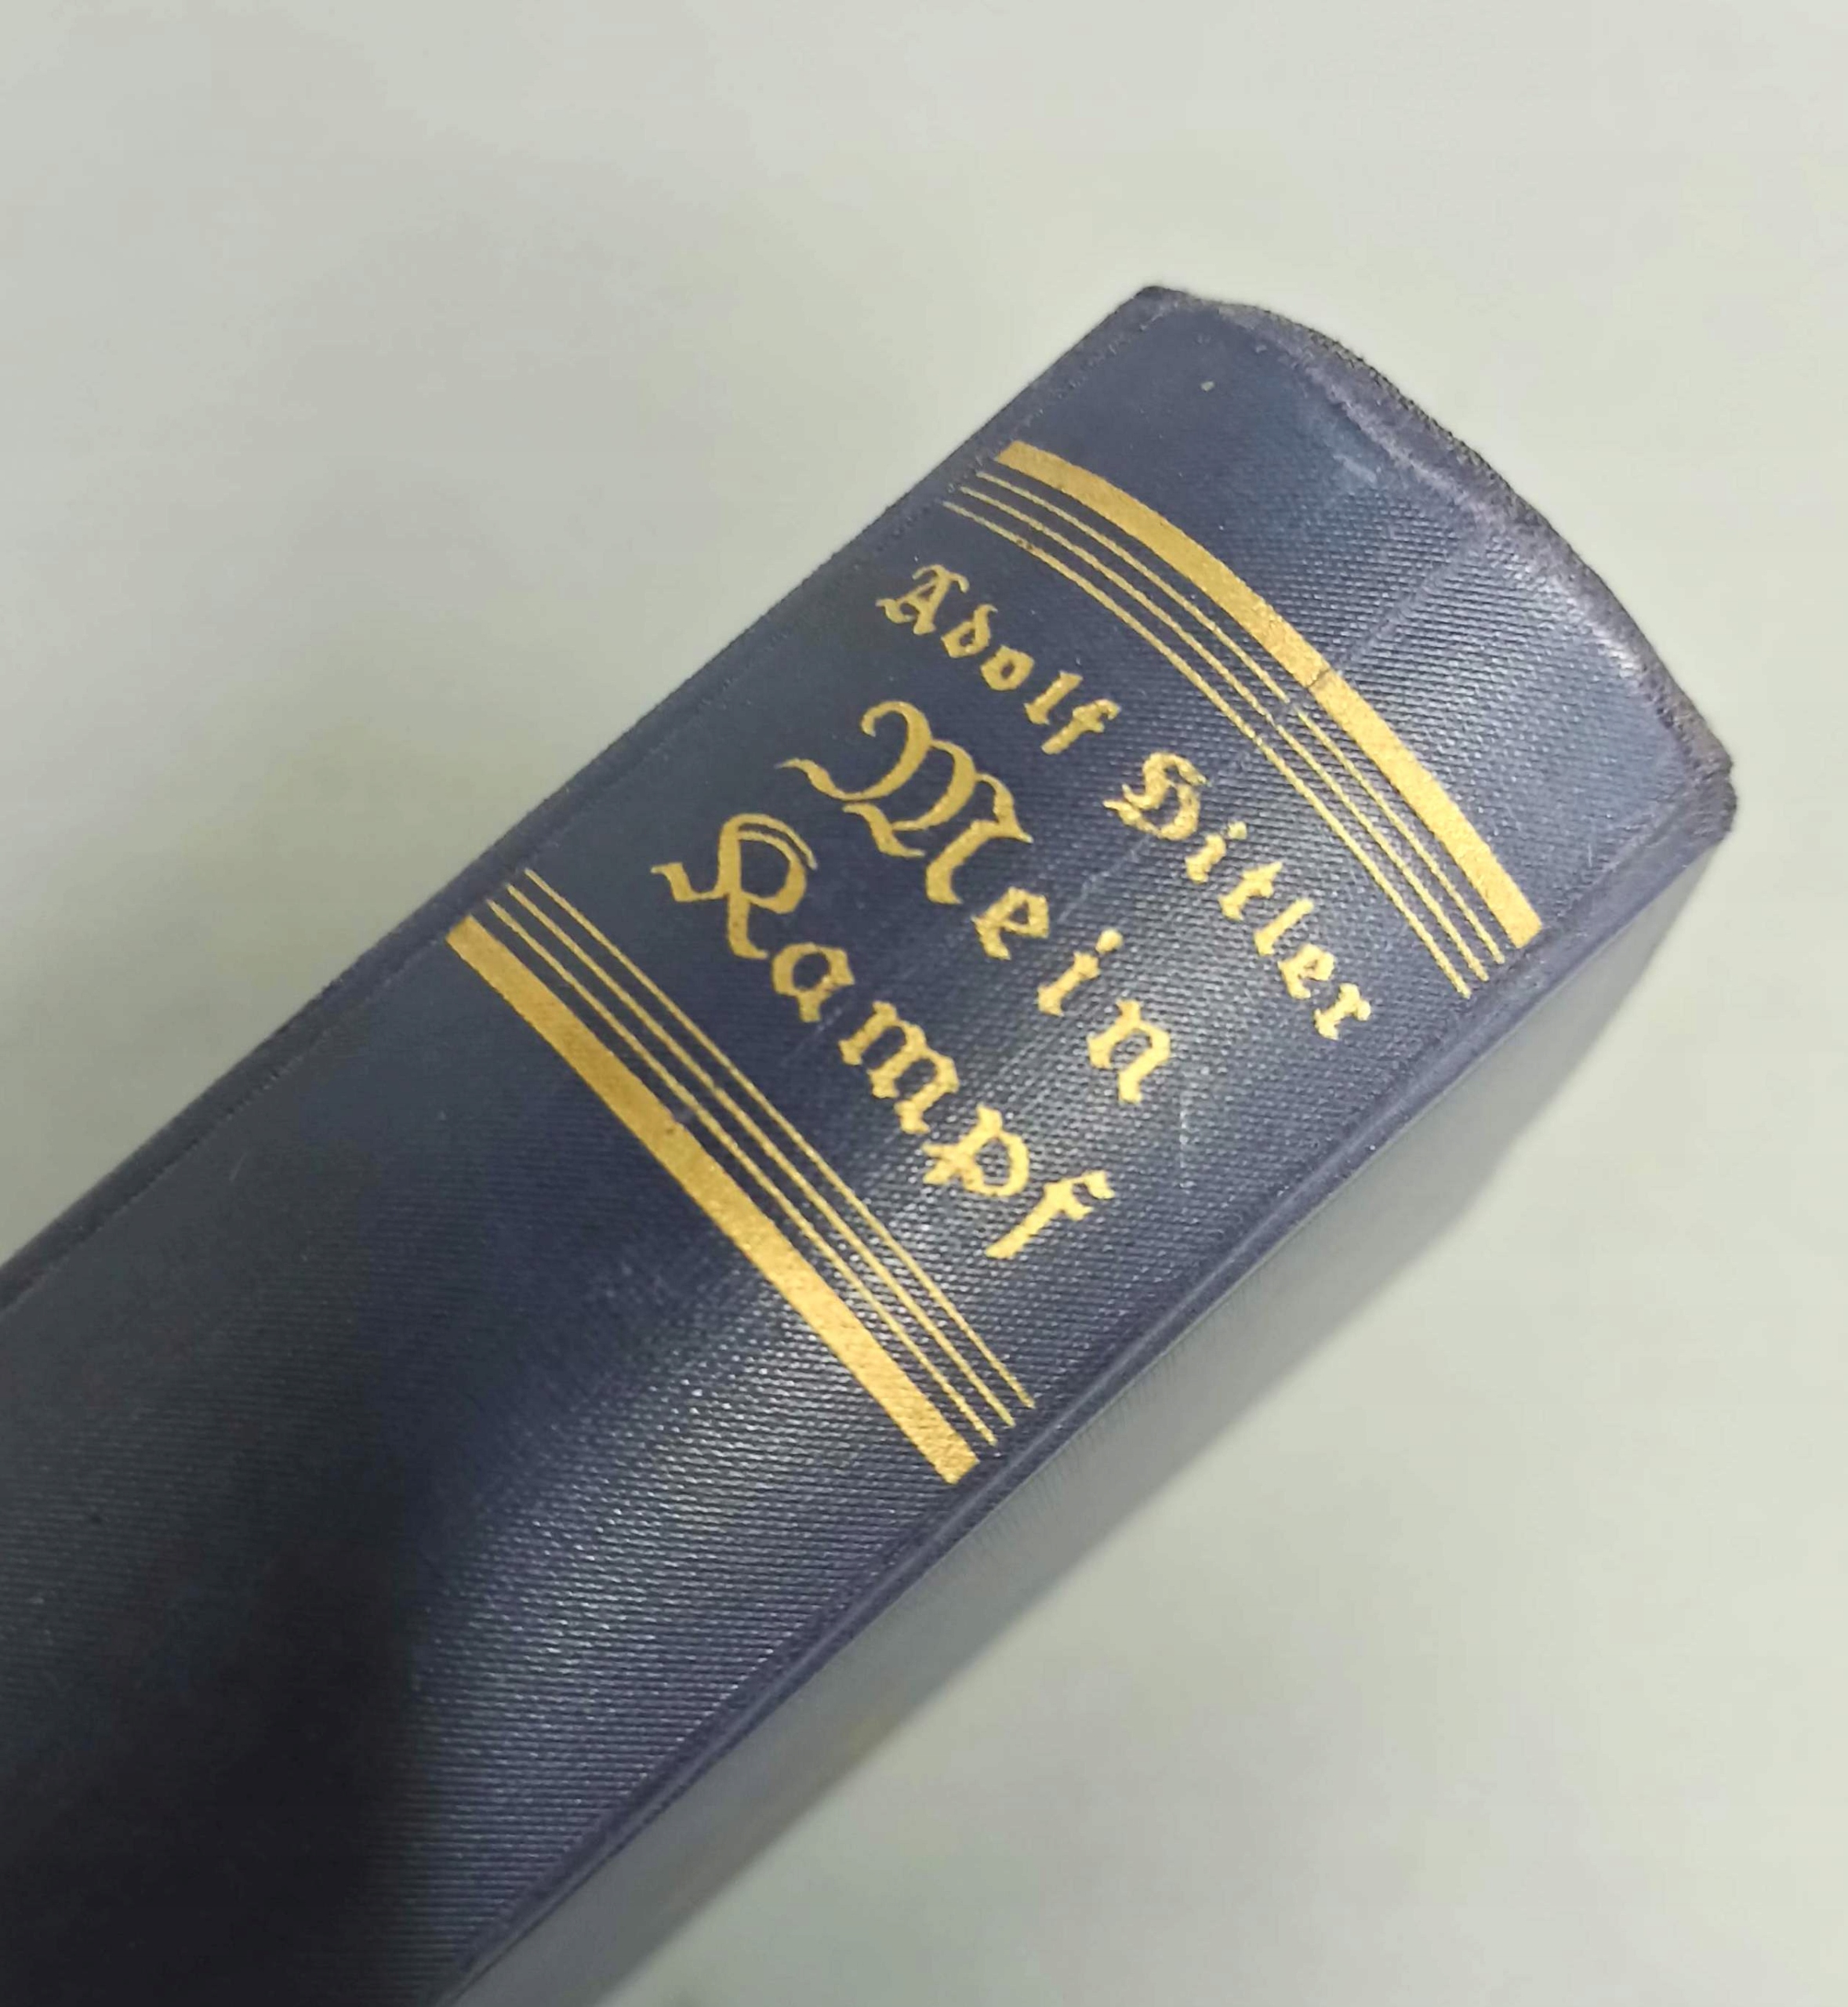 Adolf Hitler
Mein
Kampf